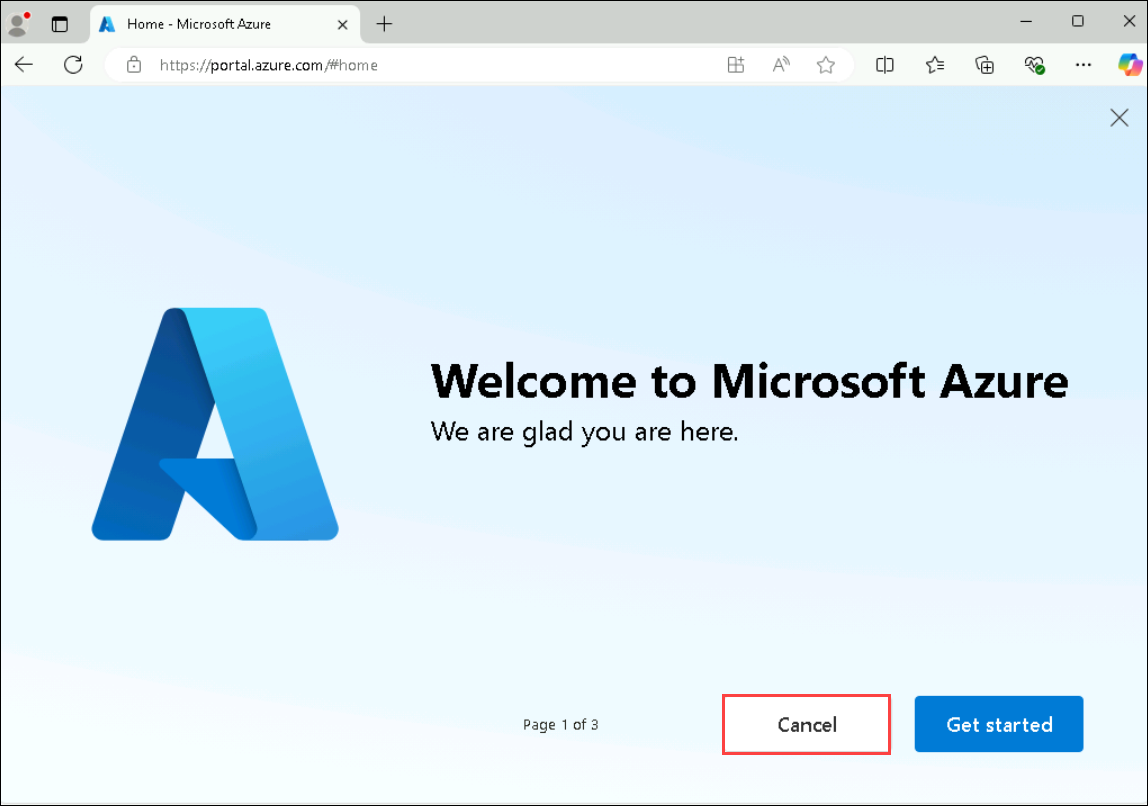 Home - Microsoft Azure
https://portal.azure.com/#home
Welcome to Microsoft Azure
We are glad you are here.
Page 1 of 3
Cancel
Get started